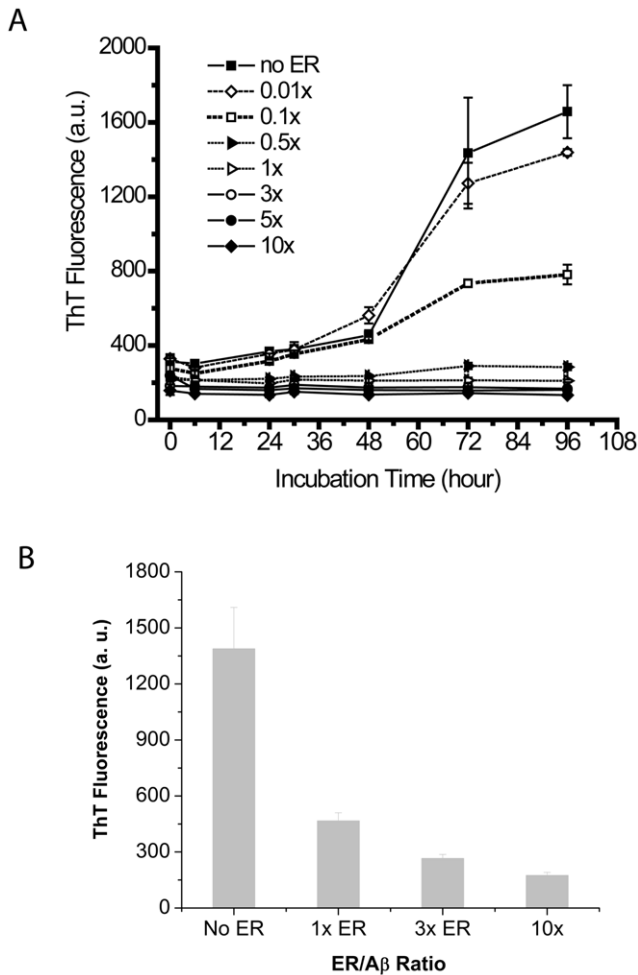 A
ThT Fluorescence (a.u.)
2000
1600
1200
800
400
0
no ER
0.01x
0.1x
0.5x
1x
3x
5x
10x
0 12 24 36 48 60 72 84 96 108
Incubation Time (hour)
B
ThT Fluorescence (a. u.)
1800
1500
1200
900
600
300
0
No ER 1x ER 3x ER 10x
ER/Aβ Ratio